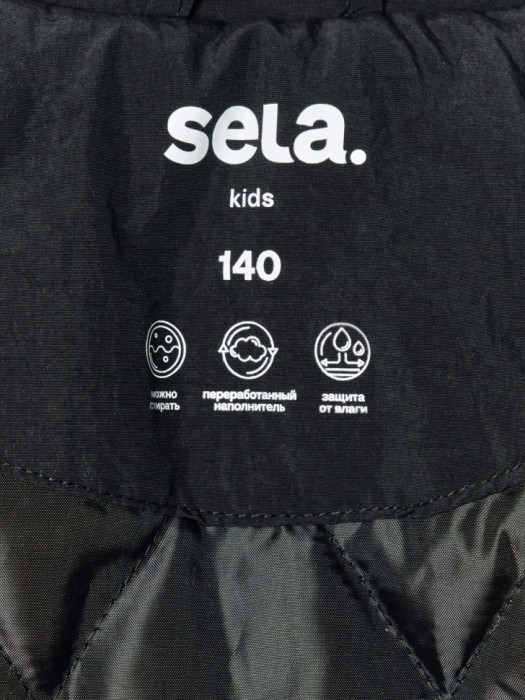 sela.
kids
140
можно
стирать
переработанный
наполнитель
защита
от влаги